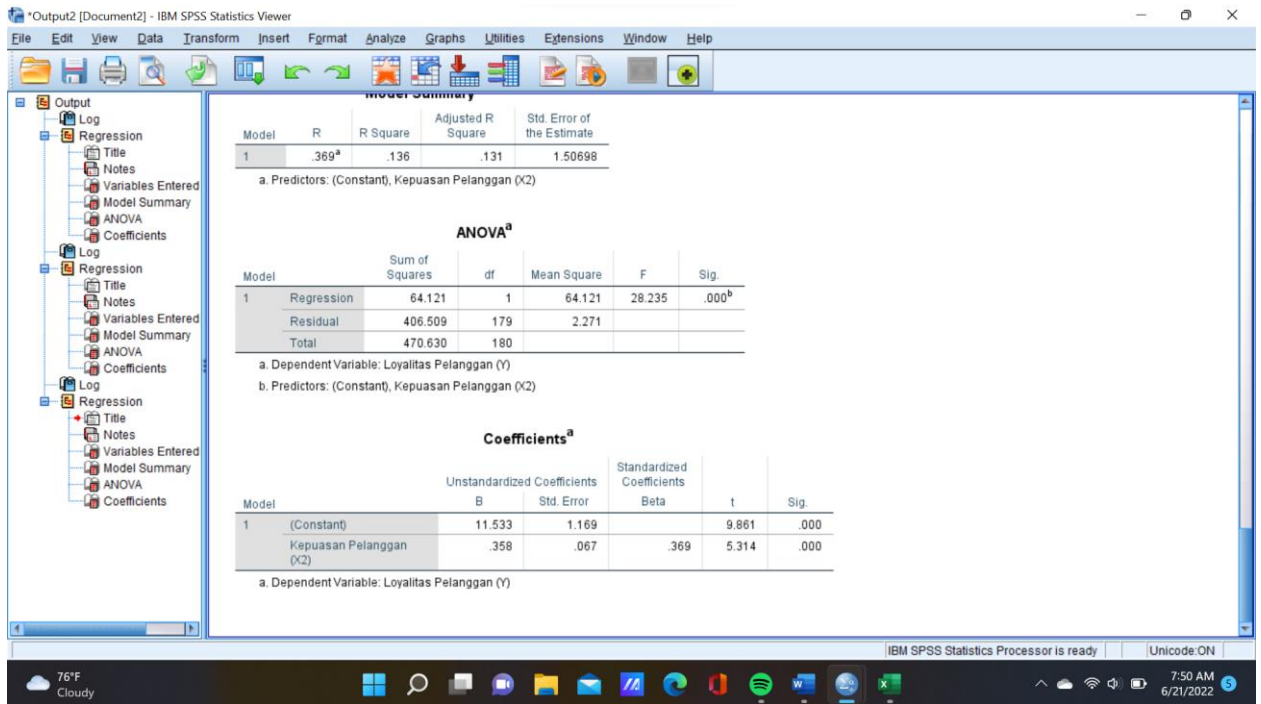 *Output2 [Document2] - IBM SPSS Statistics Viewer
File Edit View Data Transform Insert Format Analyze Graphs Utilities Extensions Window Help
Output
Log
Regression
Title
Notes
Variables Entered
Model Summary
ANOVA
Coefficients
Log
Regression
Title
Notes
Variables Entered
Model Summary
ANOVA
Coefficients
Log
Regression
Title
Notes
Variables Entered
Model Summary
ANOVA
Coefficients
Model Summary
Model R R Square Adjusted R Square Std. Error of the Estimate
1 .369a .136 .131 1.50698
a. Predictors: (Constant), Kepuasan Pelanggan (X2)
ANOVAa
Model Sum of Squares df Mean Square F Sig.
1 Regression 64.121 1 64.121 28.235 .000b
Residual 406.509 179 2.271
Total 470.630 180
a. Dependent Variable: Loyalitas Pelanggan (Y)
b. Predictors: (Constant), Kepuasan Pelanggan (X2)
Coefficientsa
Unstandardized Coefficients Standardized Coefficients
Model B Std. Error Beta t Sig.
1 (Constant) 11.533 1.169 9.861 .000
Kepuasan Pelanggan (X2) .358 .067 .369 5.314 .000
a. Dependent Variable: Loyalitas Pelanggan (Y)
IBM SPSS Statistics Processor is ready Unicode:ON
76°F
Cloudy
7:50 AM
6/21/2022
5